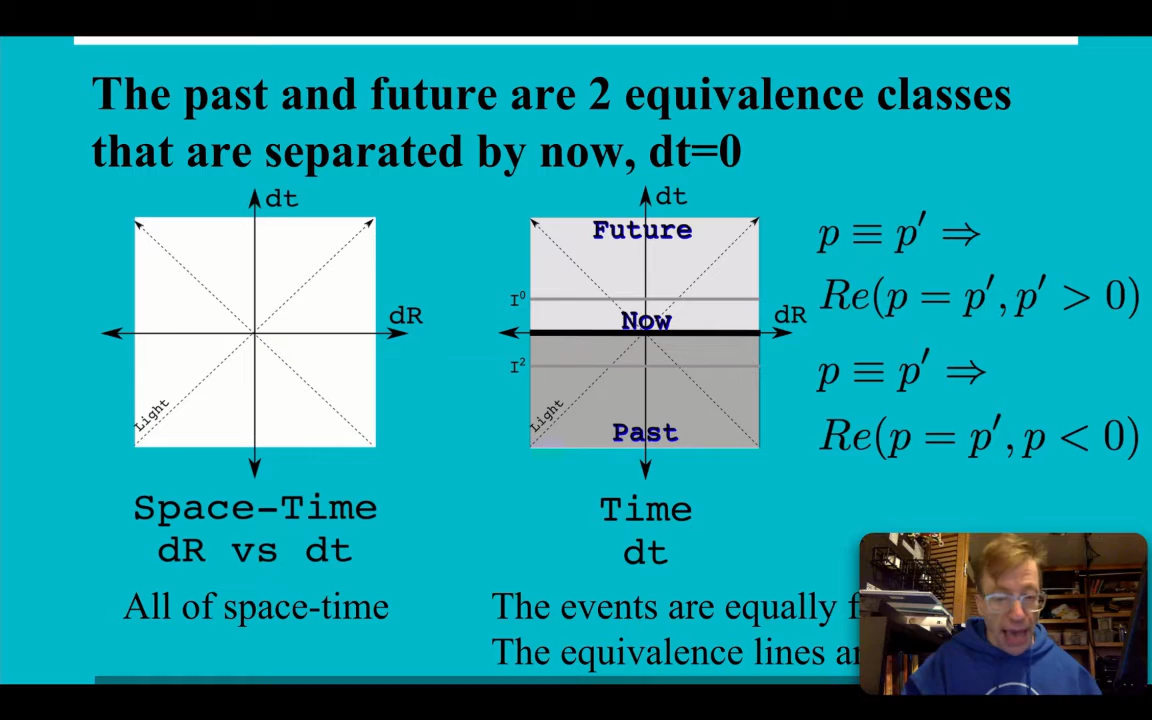 The past and future are 2 equivalence classes
that are separated by now, dt=0
dt
dR
Light
Space-Time
dR vs dt
All of space-time
dt
Future
I⁰
Now
dR
I²
Light
Past
Time
dt
The events are equally
The equivalence lines
p ≡ p′ ⇒
Re(p = p′, p′ > 0)
p ≡ p′ ⇒
Re(p = p′, p < 0)